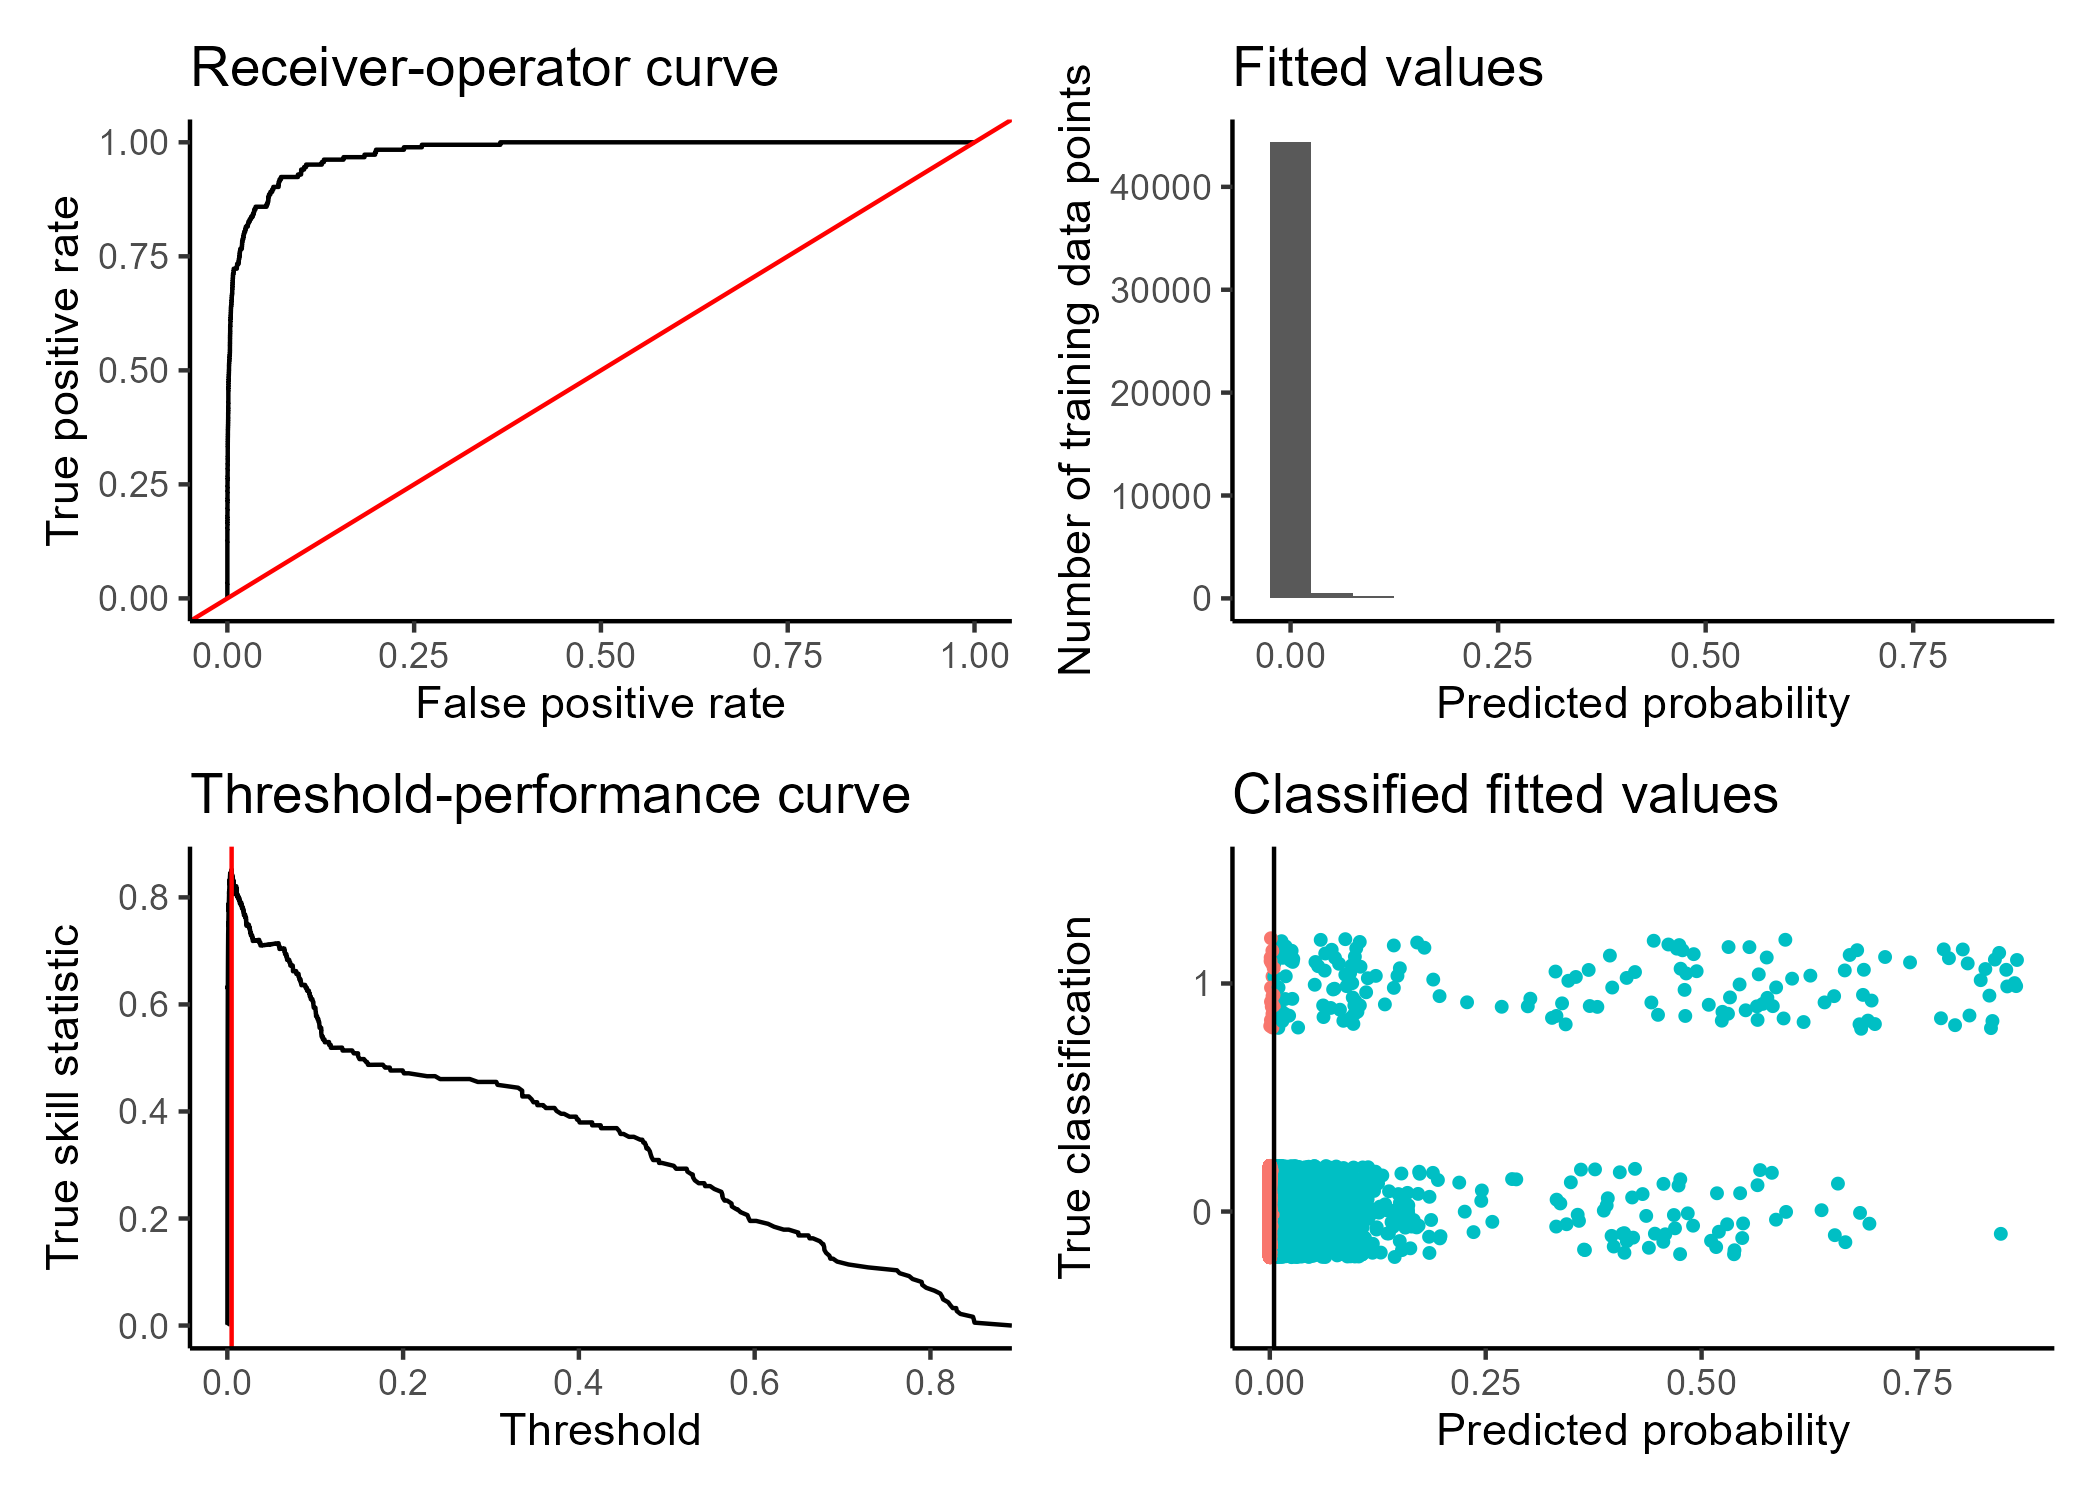 Receiver-operator curve
True positive rate
1.00
0.75
0.50
0.25
0.00
0.00 0.25 0.50 0.75 1.00
False positive rate
Fitted values
Number of training data points
40000
30000
20000
10000
0
0.00 0.25 0.50 0.75
Predicted probability
Threshold-performance curve
True skill statistic
0.8
0.6
0.4
0.2
0.0
0.0 0.2 0.4 0.6 0.8
Threshold
Classified fitted values
True classification
1
0
0.00 0.25 0.50 0.75
Predicted probability